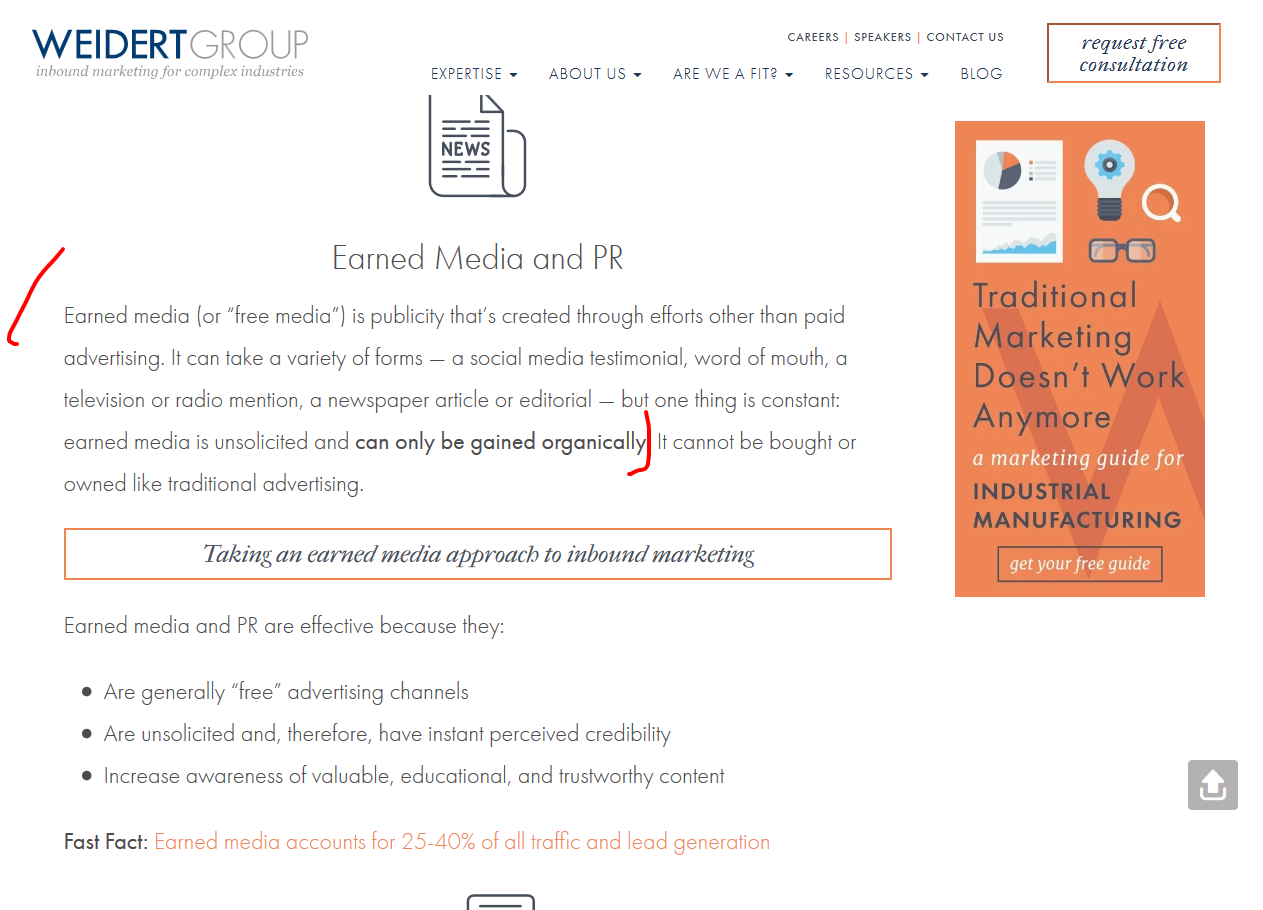 WEIDERTGROUP
inbound marketing for complex industries
CAREERS | SPEAKERS | CONTACT US
request free
consultation
EXPERTISE ABOUT US ARE WE A FIT? RESOURCES BLOG
NEWS
Earned Media and PR
Earned media (or “free media”) is publicity that’s created through efforts other than paid
advertising. It can take a variety of forms — a social media testimonial, word of mouth, a
television or radio mention, a newspaper article or editorial — but one thing is constant:
earned media is unsolicited and can only be gained organically. It cannot be bought or
owned like traditional advertising.
Taking an earned media approach to inbound marketing
Earned media and PR are effective because they:
• Are generally “free” advertising channels
• Are unsolicited and, therefore, have instant perceived credibility
• Increase awareness of valuable, educational, and trustworthy content
Fast Fact: Earned media accounts for 25-40% of all traffic and lead generation
Traditional
Marketing
Doesn’t Work
Anymore
a marketing guide for
INDUSTRIAL
MANUFACTURING
get your free guide